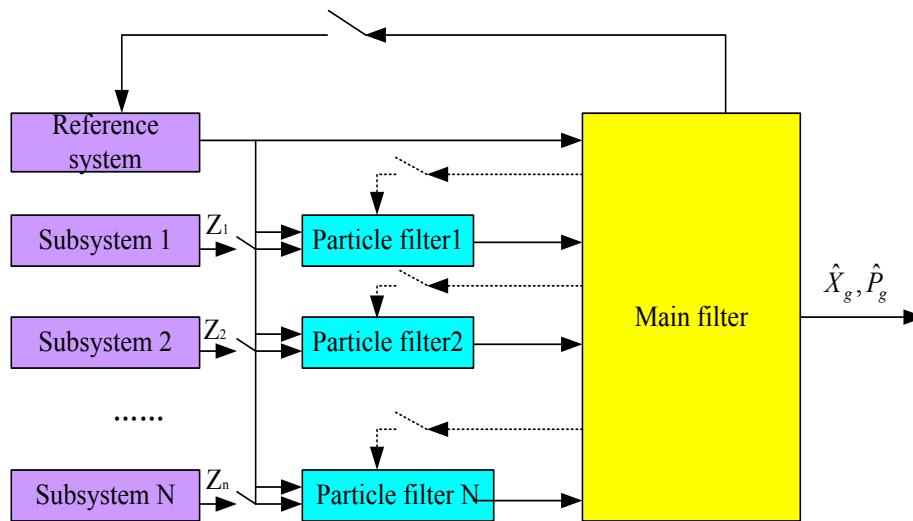 Reference
system
Subsystem 1
Z1
Particle filter1
Subsystem 2
Z2
Particle filter2
......
Subsystem N
Zn
Particle filter N
Main filter
X̂g, P̂g